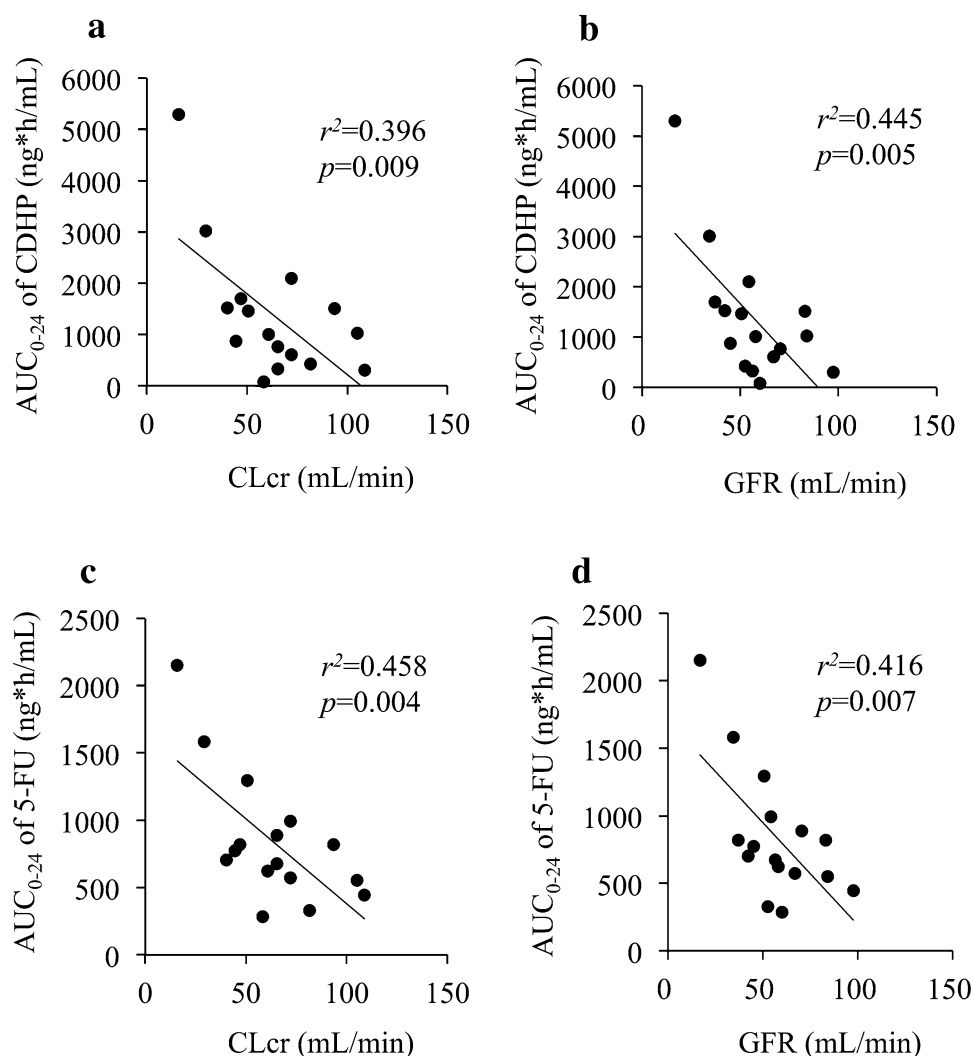 a
AUC0-24 of CDHP (ng*h/mL)
6000
5000
4000
3000
2000
1000
0
r2=0.396
p=0.009
0 50 100 150
CLcr (mL/min)
b
AUC0-24 of CDHP (ng*h/mL)
6000
5000
4000
3000
2000
1000
0
r2=0.445
p=0.005
0 50 100 150
GFR (mL/min)
c
AUC0-24 of 5-FU (ng*h/mL)
2500
2000
1500
1000
500
0
r2=0.458
p=0.004
0 50 100 150
CLcr (mL/min)
d
AUC0-24 of 5-FU (ng*h/mL)
2500
2000
1500
1000
500
0
r2=0.416
p=0.007
0 50 100 150
GFR (mL/min)